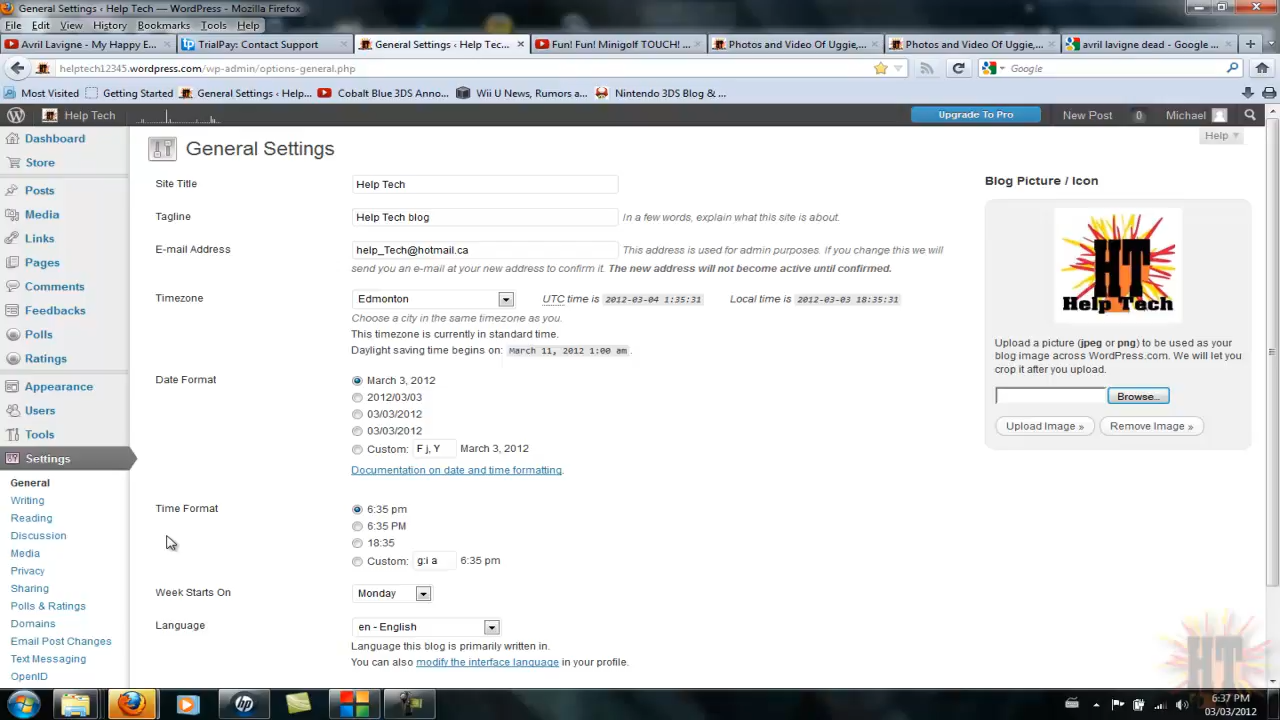 General Settings ‹ Help Tech — WordPress - Mozilla Firefox
File Edit View History Bookmarks Tools Help
Avril Lavigne - My Happy E... TrialPay: Contact Support General Settings ‹ Help Tec... Fun! Fun! Minigolf TOUCH! ... Photos and Video Of Uggie,... Photos and Video Of Uggie,... avril lavigne dead - Google ...
helptech12345.wordpress.com/wp-admin/options-general.php Google
Most Visited Getting Started General Settings ‹ Help... Cobalt Blue 3DS Anno... Wii U News, Rumors a... Nintendo 3DS Blog & ...
Help Tech Upgrade To Pro New Post 0 Michael
Help
Dashboard
Store
Posts
Media
Links
Pages
Comments
Feedbacks
Polls
Ratings
Appearance
Users
Tools
Settings
General
Writing
Reading
Discussion
Media
Privacy
Sharing
Polls & Ratings
Domains
Email Post Changes
Text Messaging
OpenID
General Settings
Site Title Help Tech
Tagline Help Tech blog In a few words, explain what this site is about.
E-mail Address help_Tech@hotmail.ca This address is used for admin purposes. If you change this we will
send you an e-mail at your new address to confirm it. The new address will not become active until confirmed.
Timezone Edmonton UTC time is 2012-03-04 1:35:31 Local time is 2012-03-03 18:35:31
Choose a city in the same timezone as you.
This timezone is currently in standard time.
Daylight saving time begins on: March 11, 2012 1:00 am.
Date Format March 3, 2012
2012/03/03
03/03/2012
03/03/2012
Custom: F j, Y March 3, 2012
Documentation on date and time formatting.
Time Format 6:35 pm
6:35 PM
18:35
Custom: g:i a 6:35 pm
Week Starts On Monday
Language en - English
Language this blog is primarily written in.
You can also modify the interface language in your profile.
Blog Picture / Icon
HT
Help Tech
Upload a picture (jpeg or png) to be used as your
blog image across WordPress.com. We will let you
crop it after you upload.
Browse...
Upload Image » Remove Image »
HT
hp
6:37 PM
03/03/2012